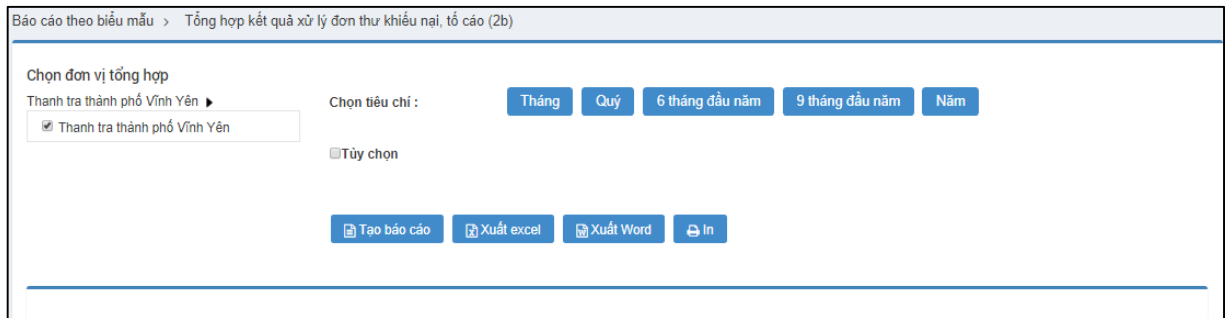 Báo cáo theo biểu mẫu > Tổng hợp kết quả xử lý đơn thư khiếu nại, tố cáo (2b)
Chọn đơn vị tổng hợp
Thanh tra thành phố Vĩnh Yên
Chọn tiêu chí : Tháng Quý 6 tháng đầu năm 9 tháng đầu năm Năm
Thanh tra thành phố Vĩnh Yên
Tùy chọn
Tạo báo cáo Xuất excel Xuất Word In